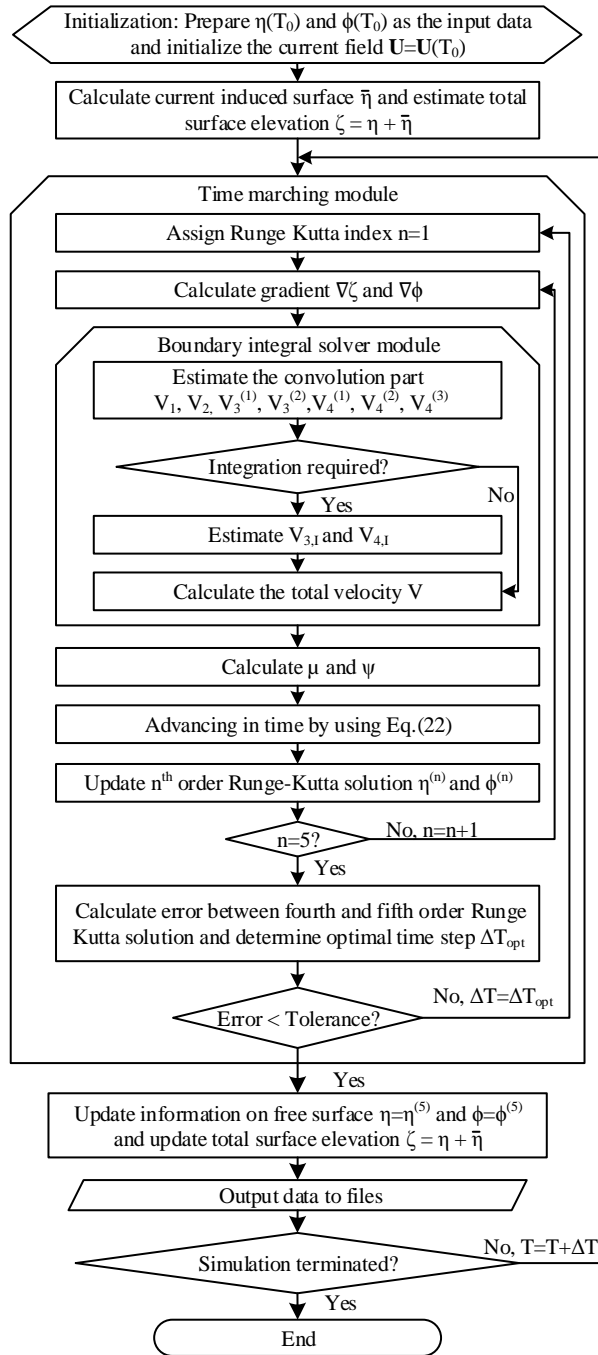 Initialization: Prepare η(T₀) and ϕ(T₀) as the input data
and initialize the current field U=U(T₀)
Calculate current induced surface η̄ and estimate total
surface elevation ζ = η + η̄
Time marching module
Assign Runge Kutta index n=1
Calculate gradient ∇ζ and ∇ϕ
Boundary integral solver module
Estimate the convolution part
V₁, V₂, V₃⁽¹⁾, V₃⁽²⁾,V₄⁽¹⁾, V₄⁽²⁾, V₄⁽³⁾
Integration required?
No
Yes
Estimate V₃,I and V₄,I
Calculate the total velocity V
Calculate μ and ψ
Advancing in time by using Eq.(22)
Update nᵗʰ order Runge-Kutta solution η⁽ⁿ⁾ and ϕ⁽ⁿ⁾
n=5?
No, n=n+1
Yes
Calculate error between fourth and fifth order Runge
Kutta solution and determine optimal time step ΔTopt
No, ΔT=ΔTopt
Error < Tolerance?
Yes
Update information on free surface η=η⁽⁵⁾ and ϕ=ϕ⁽⁵⁾
and update total surface elevation ζ = η + η̄
Output data to files
No, T=T+ΔT
Simulation terminated?
Yes
End